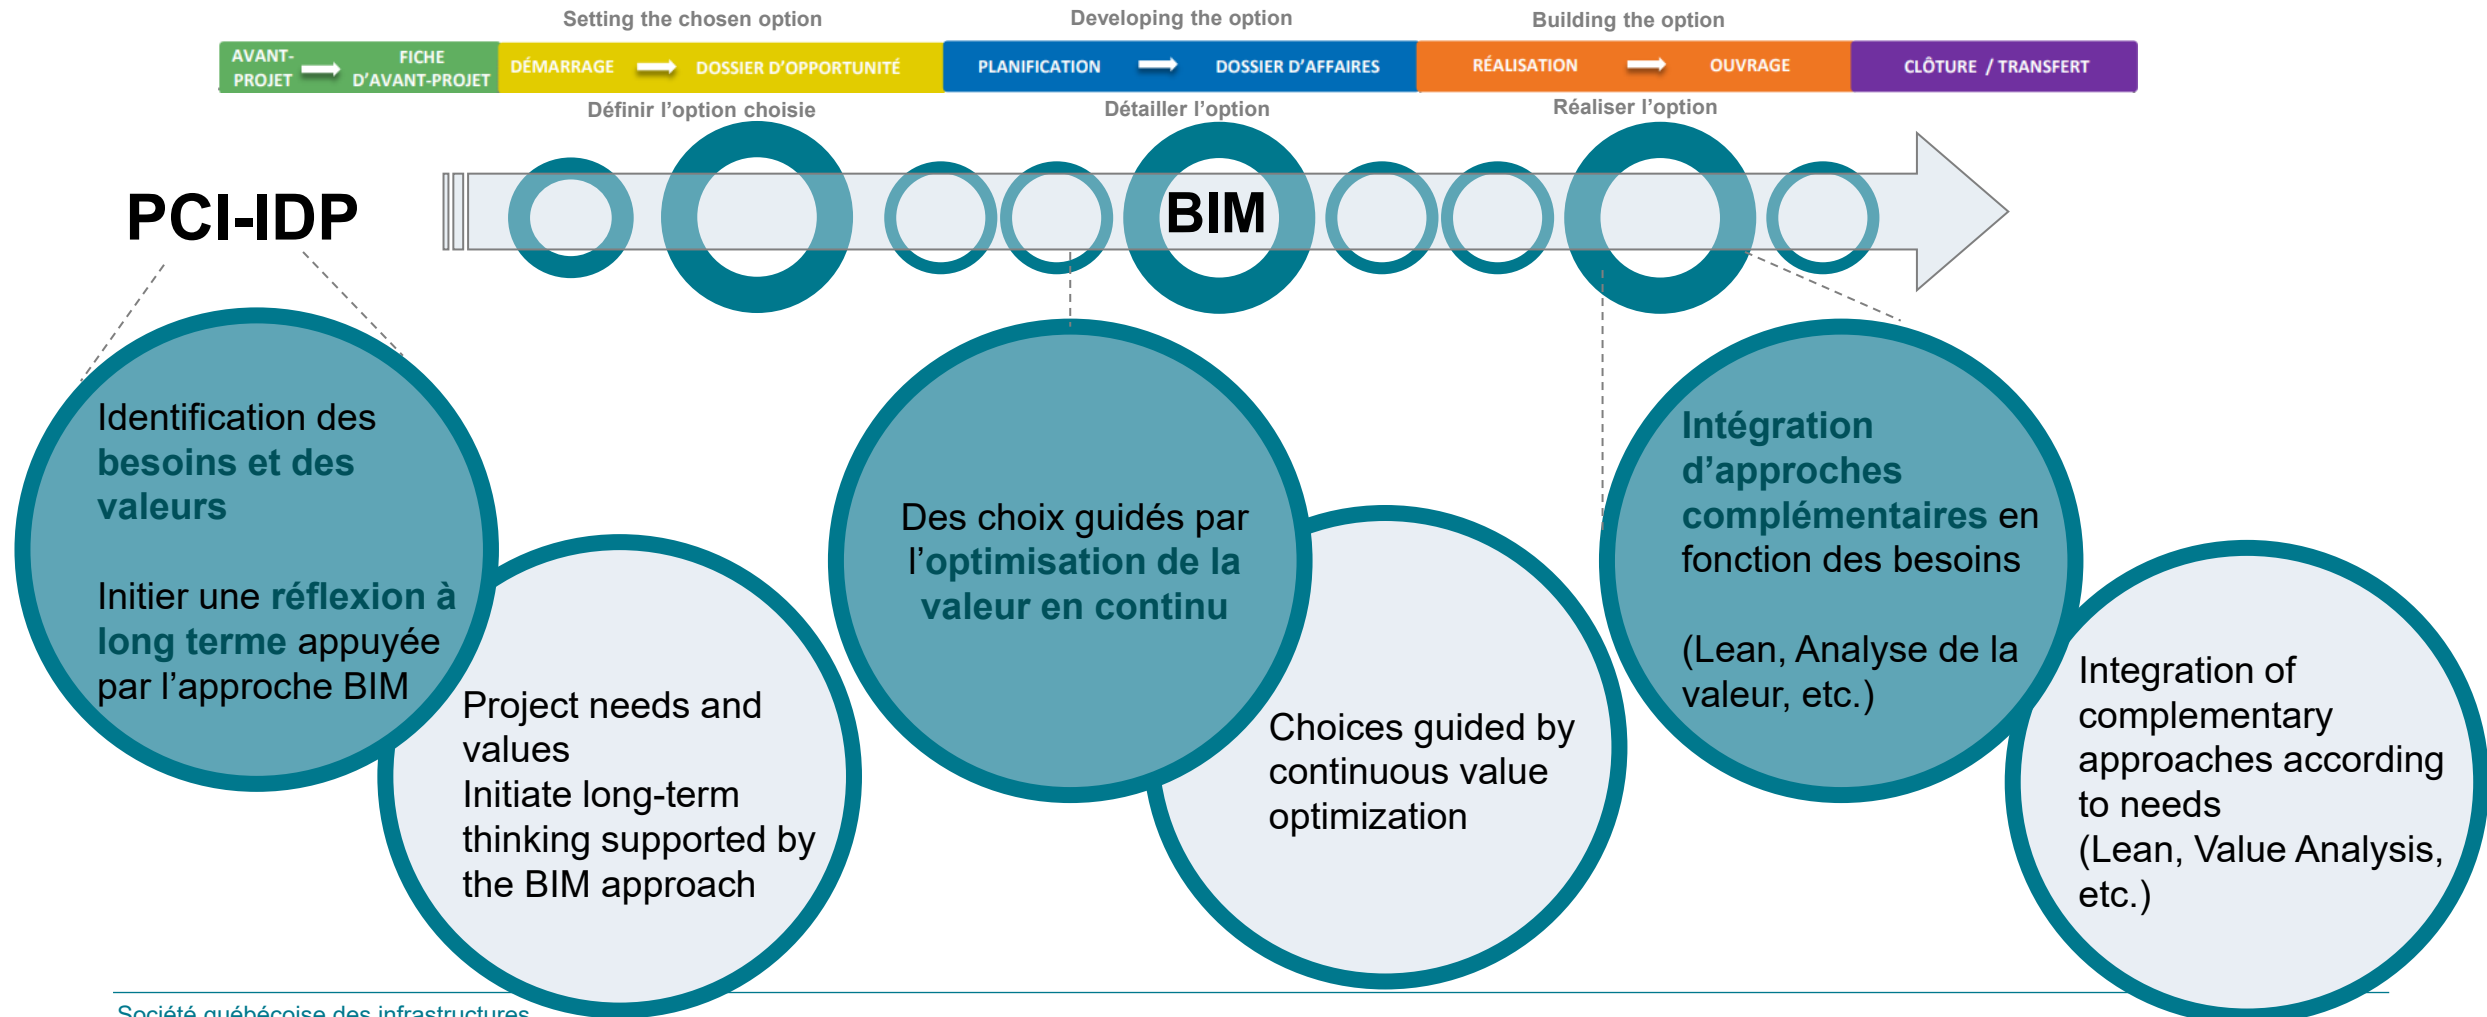 Setting the chosen option
Developing the option
Building the option
AVANT-
PROJET
FICHE
D'AVANT-PROJET
DÉMARRAGE
DOSSIER D'OPPORTUNITÉ
PLANIFICATION
DOSSIER D'AFFAIRES
RÉALISATION
OUVRAGE
CLÔTURE / TRANSFERT
Définir l'option choisie
Détailler l'option
Réaliser l'option
PCI-IDP
BIM
Identification des
besoins et des
valeurs
Initier une réflexion à
long terme appuyée
par l'approche BIM
Project needs and
values
Initiate long-term
thinking supported by
the BIM approach
Des choix guidés par
l'optimisation de la
valeur en continu
Choices guided by
continuous value
optimization
Intégration
d'approches
complémentaires en
fonction des besoins
(Lean, Analyse de la
valeur, etc.)
Integration of
complementary
approaches according
to needs
(Lean, Value Analysis,
etc.)
Société québécoise des infrastructures